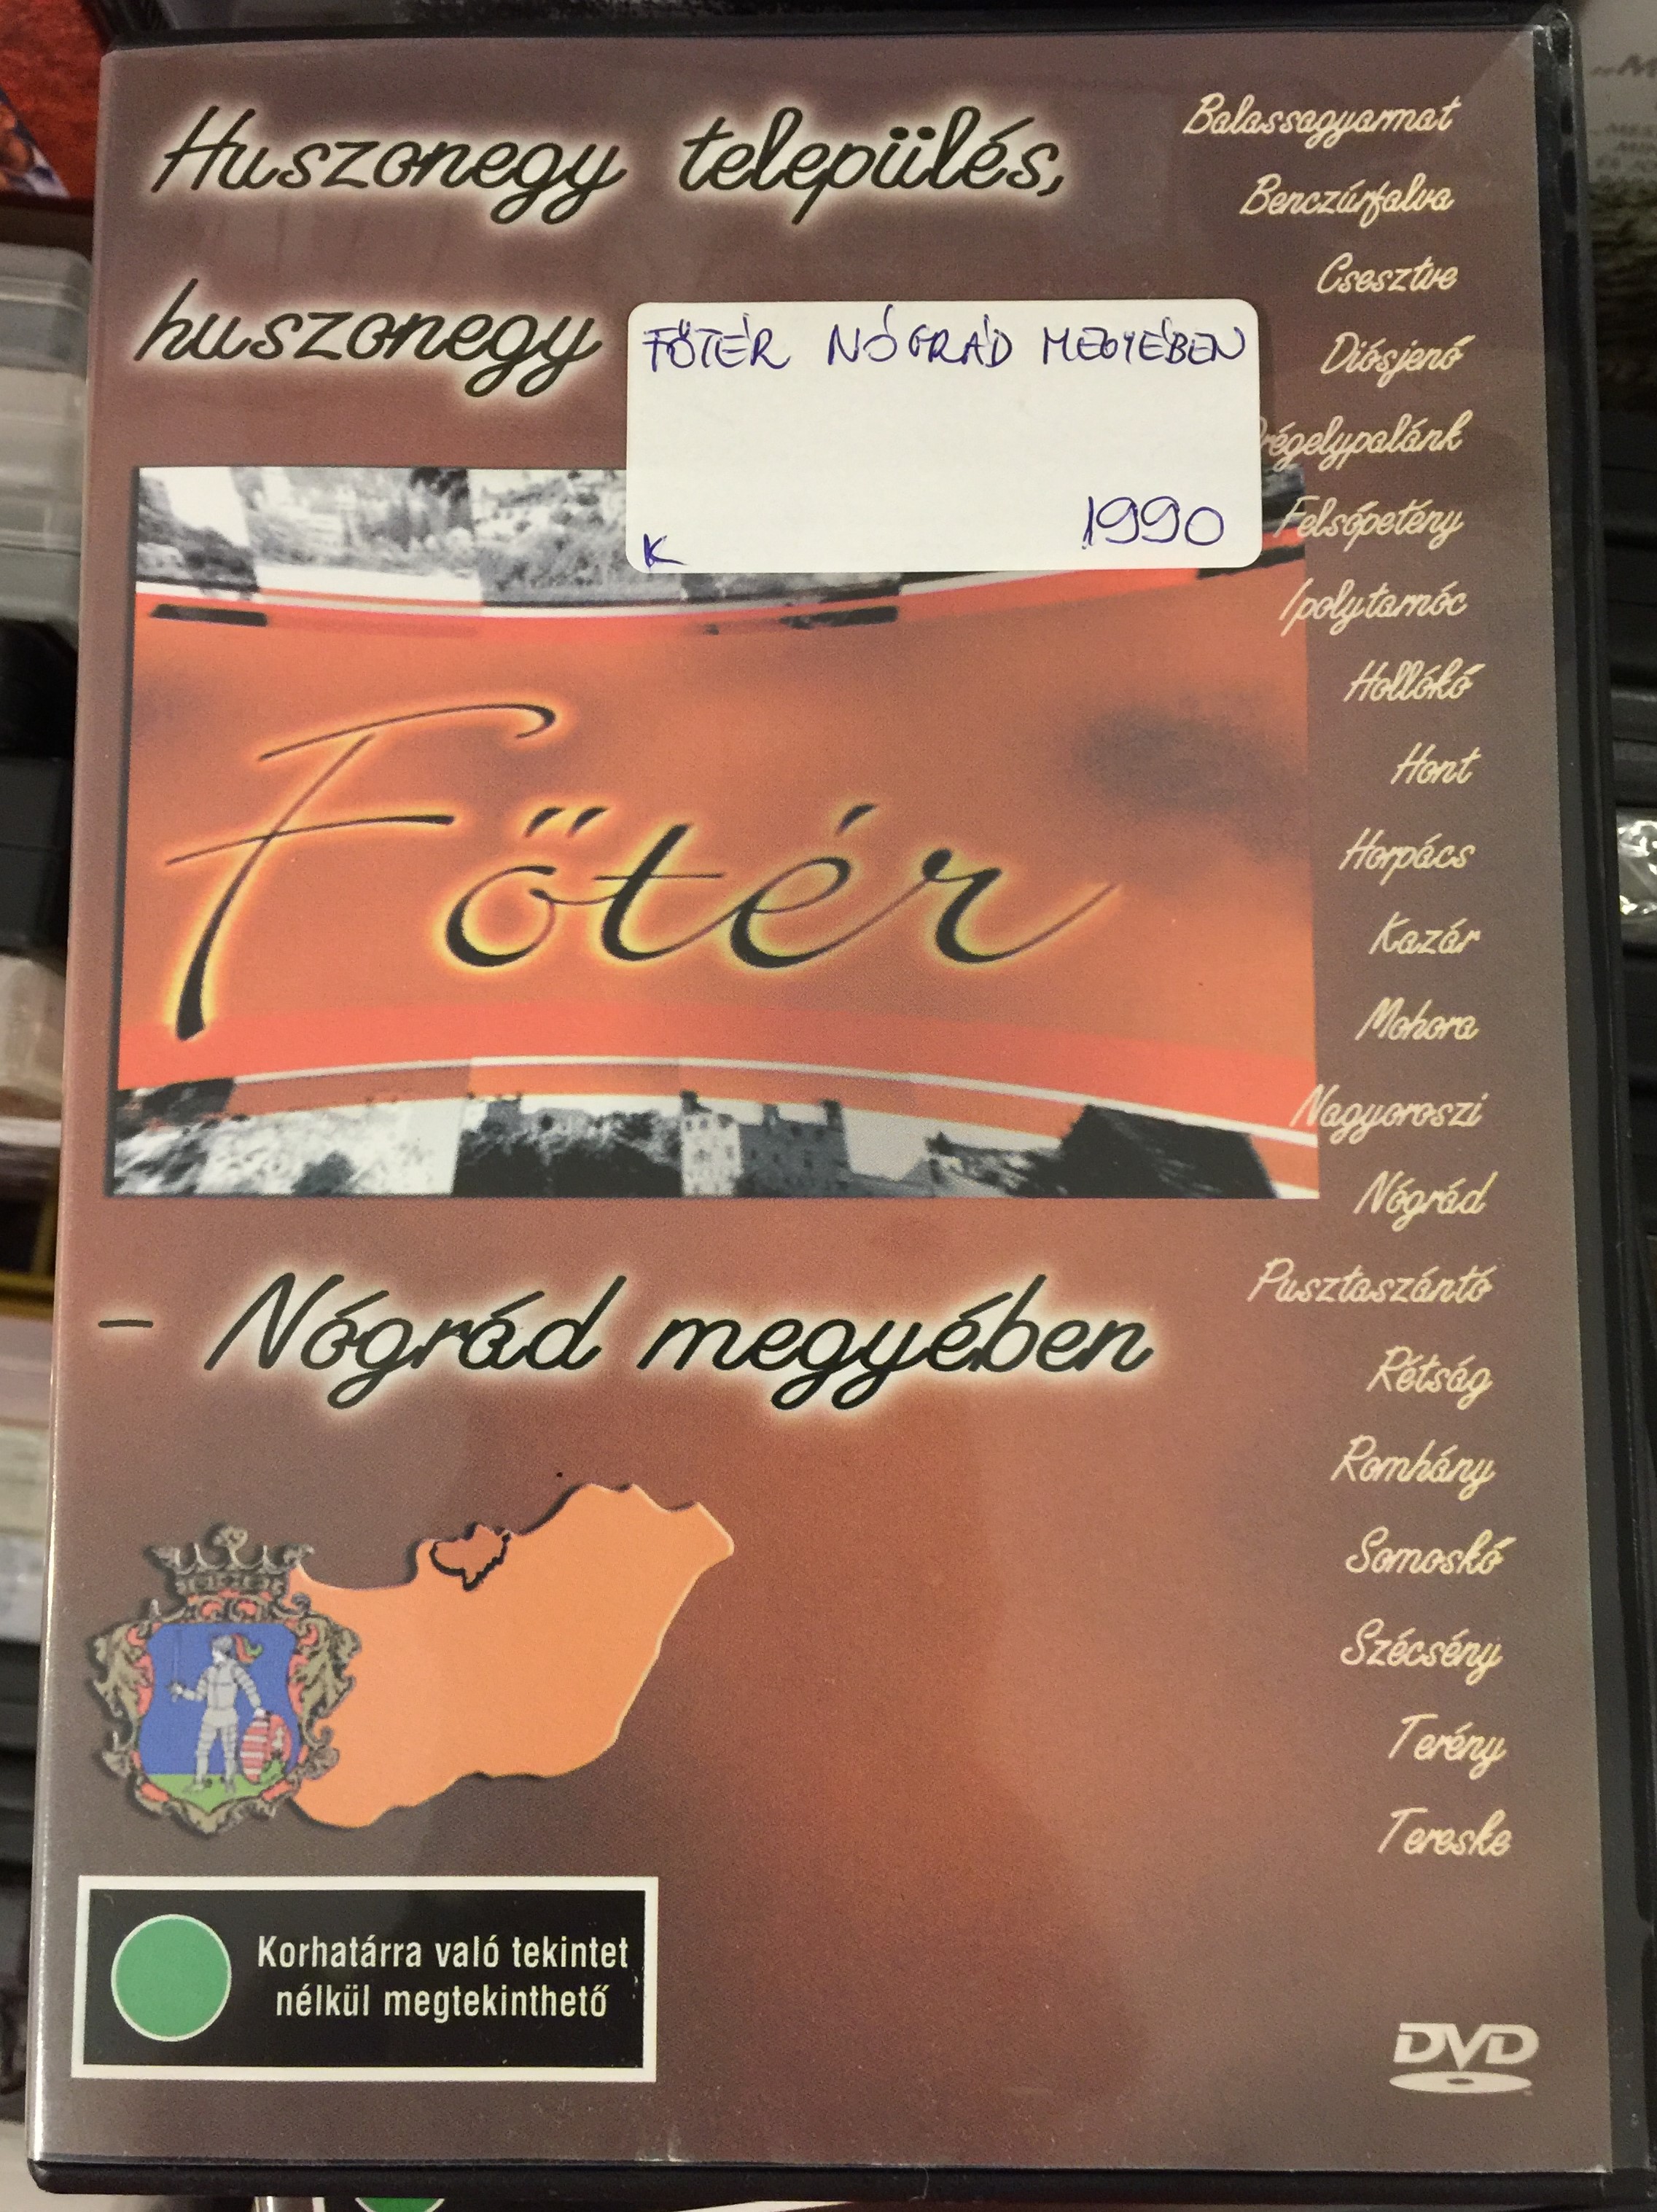 Huszonegy település,
huszonegy
FŐTÉR NÓGRÁD MEGYÉBEN
K
1990
Főtér
– Nógrád megyében
Balassagyarmat
Benczúrfalva
Csesztve
Diósjenő
régelypalánk
Felsőpetény
Ipolytarnóc
Hollókő
Hont
Horpács
Kazár
Mohora
Nagyoroszi
Nógrád
Pusztaszántó
Rétság
Romhány
Somoskő
Szécsény
Terény
Tereske
Korhatárra való tekintet
nélkül megtekinthető
DVD